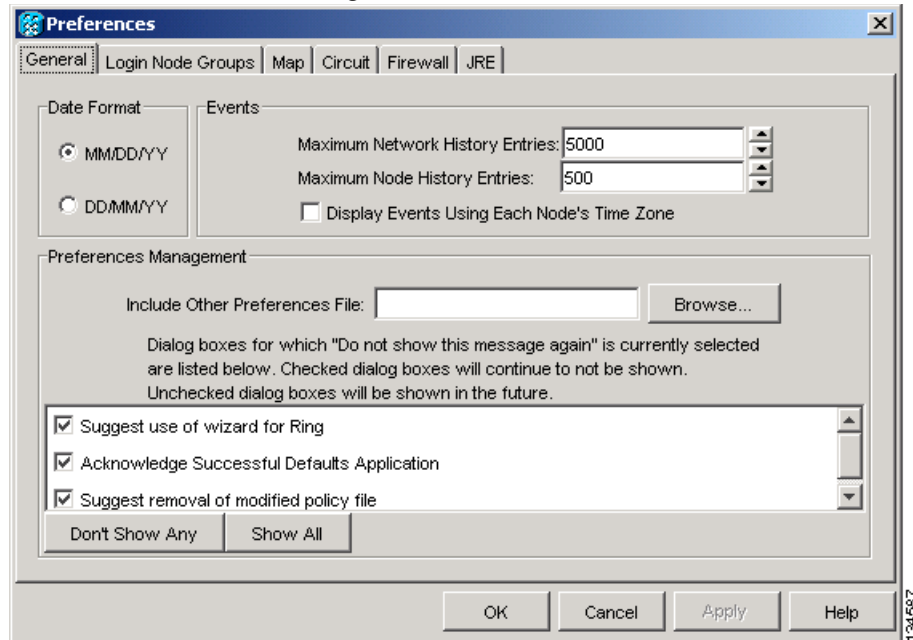 Preferences
General Login Node Groups Map Circuit Firewall JRE
Date Format
MM/DD/YY
DD/MM/YY
Events
Maximum Network History Entries: 5000
Maximum Node History Entries: 500
Display Events Using Each Node's Time Zone
Preferences Management
Include Other Preferences File: Browse...
Dialog boxes for which "Do not show this message again" is currently selected
are listed below. Checked dialog boxes will continue to not be shown.
Unchecked dialog boxes will be shown in the future.
Suggest use of wizard for Ring
Acknowledge Successful Defaults Application
Suggest removal of modified policy file
Don't Show Any Show All
OK Cancel Apply Help
134587